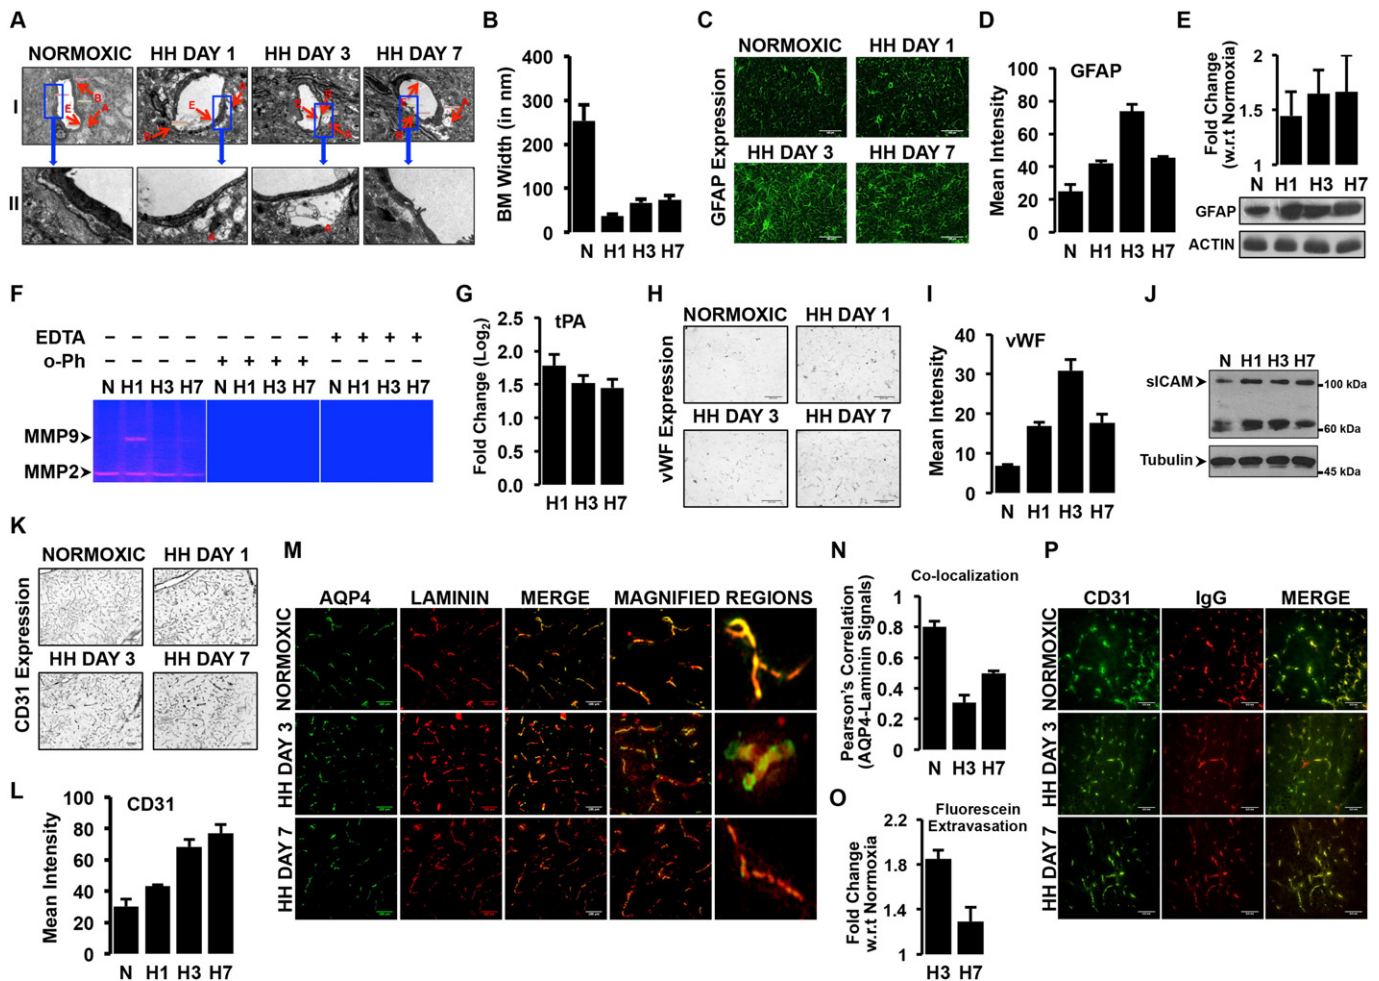 A
NORMOXIC HH DAY 1 HH DAY 3 HH DAY 7
I
E B A
E
E
II
A
A
B
BM Width (in nm)
400
300
200
100
0
N H1 H3 H7
C
GFAP Expression
NORMOXIC HH DAY 1
HH DAY 3 HH DAY 7
D
GFAP
Mean Intensity
100
80
60
40
20
0
N H1 H3 H7
E
Fold Change
(w.r.t Normoxia)
2
1.5
1
N H1 H3 H7
GFAP
ACTIN
F
EDTA – – – – – – – – + + + +
o-Ph – – – – + + + + – – – –
N H1 H3 H7 N H1 H3 H7 N H1 H3 H7
MMP9
MMP2
G
tPA
Fold Change (Log2)
2.5
2.0
1.5
1.0
0.5
0.0
H1 H3 H7
H
vWF Expression
NORMOXIC HH DAY 1
HH DAY 3 HH DAY 7
I
vWF
Mean Intensity
40
30
20
10
0
N H1 H3 H7
J
N H1 H3 H7
sICAM
100 kDa
60 kDa
Tubulin
45 kDa
K
CD31 Expression
NORMOXIC HH DAY 1
HH DAY 3 HH DAY 7
L
CD31
Mean Intensity
100
80
60
40
20
0
N H1 H3 H7
M
AQP4 LAMININ MERGE MAGNIFIED REGIONS
NORMOXIC
HH DAY 3
HH DAY 7
N
Co-localization
Pearson's Correlation
(AQP4-Laminin Signals)
1
0.8
0.6
0.4
0.2
0
N H3 H7
O
Fluorescein
Extravasation
Fold Change
w.r.t Normoxia
2.2
1.8
1.4
1
H3 H7
P
CD31 IgG MERGE
NORMOXIC
HH DAY 3
HH DAY 7